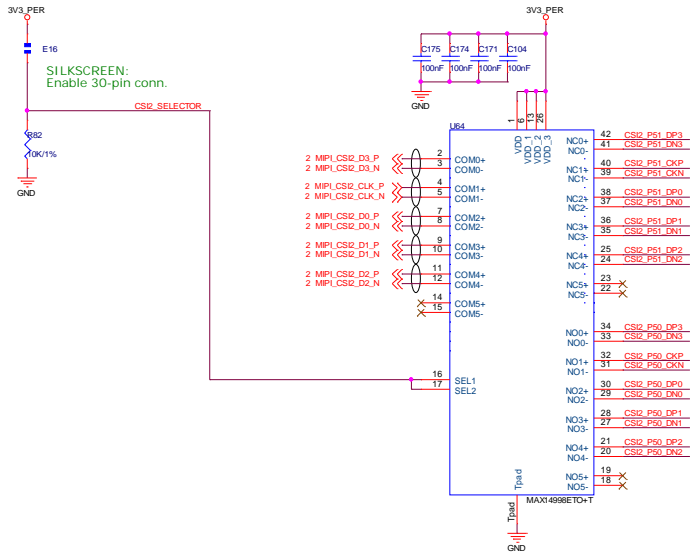 3V3_PER
3V3_PER
E16
SILKSCREEN:
Enable 30-pin conn.
C175
C174
C171
C104
100nF
100nF
100nF
100nF
GND
CSI2_SELECTOR
R82
10K/1%
GND
U64
1
6
13
26
VDD
VDD_1
VDD_2
VDD_3
2 MIPI_CSI2_D3_P 2 COM0+
2 MIPI_CSI2_D3_N 3 COM0-
2 MIPI_CSI2_CLK_P 4 COM1+
2 MIPI_CSI2_CLK_N 5 COM1-
2 MIPI_CSI2_D0_P 7 COM2+
2 MIPI_CSI2_D0_N 8 COM2-
2 MIPI_CSI2_D1_P 9 COM3+
2 MIPI_CSI2_D1_N 10 COM3-
2 MIPI_CSI2_D2_P 11 COM4+
2 MIPI_CSI2_D2_N 12 COM4-
14 COM5+
15 COM5-
16 SEL1
17 SEL2
NC0+ 42 CSI2_P51_DP3
NC0- 41 CSI2_P51_DN3
NC1+ 40 CSI2_P51_CKP
NC1- 39 CSI2_P51_CKN
NC2+ 38 CSI2_P51_DP0
NC2- 37 CSI2_P51_DN0
NC3+ 36 CSI2_P51_DP1
NC3- 35 CSI2_P51_DN1
NC4+ 25 CSI2_P51_DP2
NC4- 24 CSI2_P51_DN2
NC5+ 23
NC5- 22
NO0+ 34 CSI2_P50_DP3
NO0- 33 CSI2_P50_DN3
NO1+ 32 CSI2_P50_CKP
NO1- 31 CSI2_P50_CKN
NO2+ 30 CSI2_P50_DP0
NO2- 29 CSI2_P50_DN0
NO3+ 28 CSI2_P50_DP1
NO3- 27 CSI2_P50_DN1
NO4+ 21 CSI2_P50_DP2
NO4- 20 CSI2_P50_DN2
NO5+ 19
NO5- 18
Tpad
MAX14998ETO+T
Tpad
GND